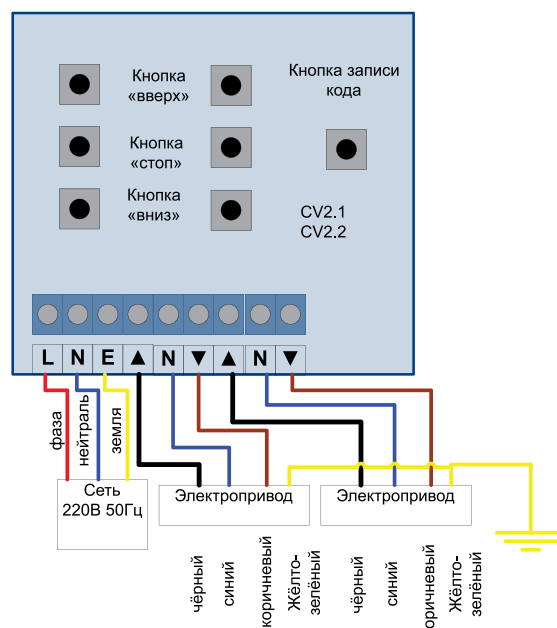 Кнопка
«вверх»
Кнопка записи
кода
Кнопка
«стоп»
Кнопка
«вниз»
CV2.1
CV2.2
L N E ▲ N ▼ ▲ N ▼
фаза
нейтраль
земля
Сеть
220В 50Гц
Электропривод
Электропривод
чёрный
синий
коричневый
Жёлто-
зелёный
чёрный
синий
оричневый
Жёлто-
зелёный